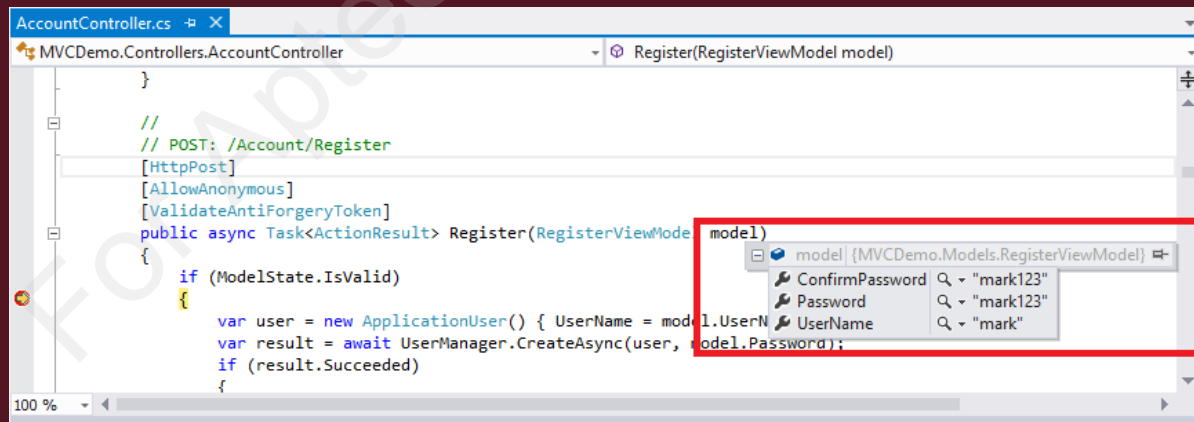 AccountController.cs
MVCDemo.Controllers.AccountController Register(RegisterViewModel model)
}
//
// POST: /Account/Register
[HttpPost]
[AllowAnonymous]
[ValidateAntiForgeryToken]
public async Task<ActionResult> Register(RegisterViewModel model)
{
model {MVCDemo.Models.RegisterViewModel}
if (ModelState.IsValid)
ConfirmPassword "mark123"
{
Password "mark123"
var user = new ApplicationUser() { UserName = model.UserN
UserName "mark"
var result = await UserManager.CreateAsync(user, model.Password);
if (result.Succeeded)
{
100 %
For Aptec